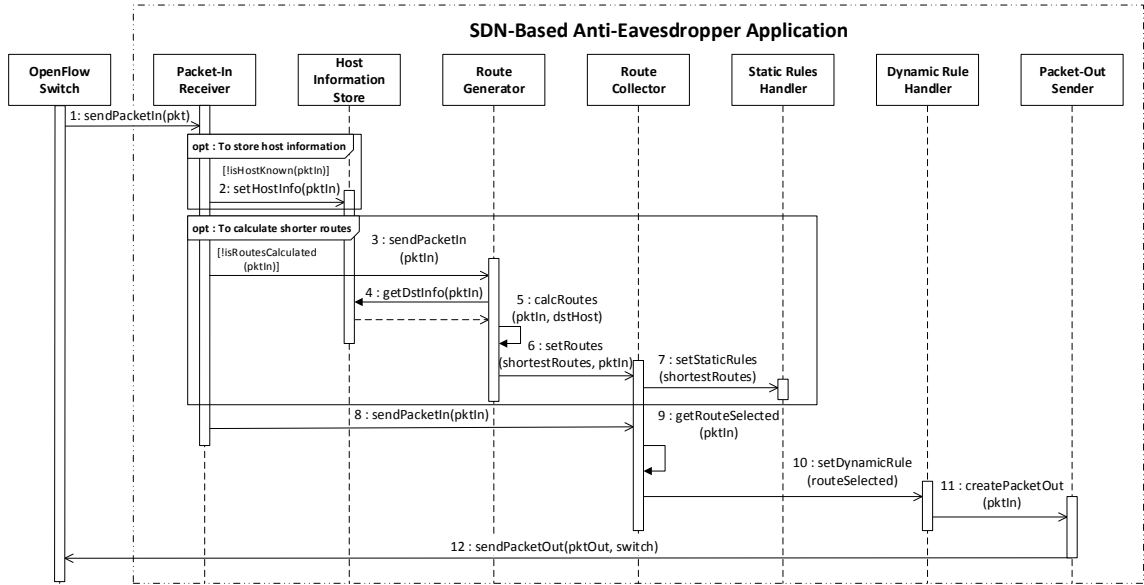 SDN-Based Anti-Eavesdropper Application
OpenFlow
Switch
Packet-In
Receiver
Host
Information
Store
Route
Generator
Route
Collector
Static Rules
Handler
Dynamic Rule
Handler
Packet-Out
Sender
1: sendPacketIn(pkt)
opt : To store host information
[!isHostKnown(pktIn)]
2: setHostInfo(pktIn)
opt : To calculate shorter routes
[!isRoutesCalculated
(pktIn)]
3 : sendPacketIn
(pktIn)
4 : getDstInfo(pktIn)
5 : calcRoutes
(pktIn, dstHost)
6 : setRoutes
(shortestRoutes, pktIn)
7 : setStaticRules
(shortestRoutes)
8 : sendPacketIn(pktIn)
9 : getRouteSelected
(pktIn)
10 : setDynamicRule
(routeSelected)
11 : createPacketOut
(pktIn)
12 : sendPacketOut(pktOut, switch)